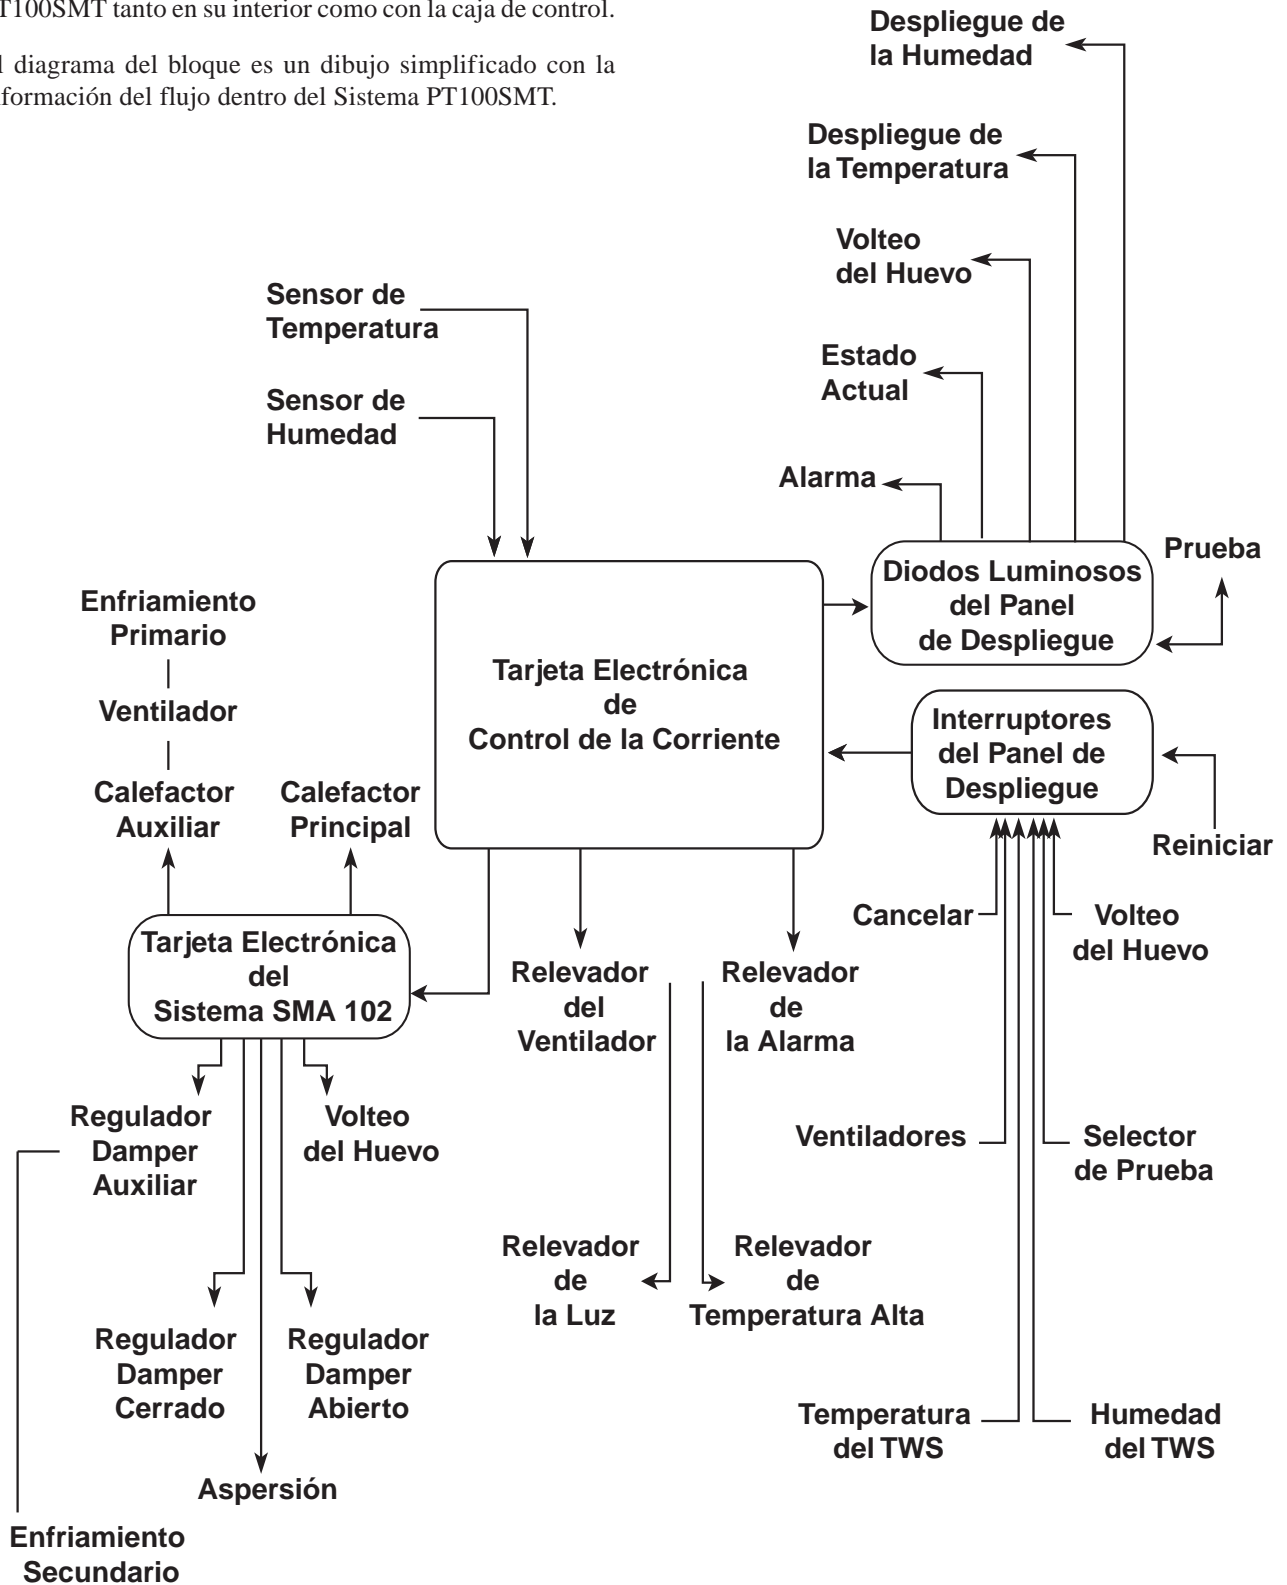 PT100SMT tanto en su interior como con la caja de control.
l diagrama del bloque es un dibujo simplificado con la
nformación del flujo dentro del Sistema PT100SMT.
Despliegue de
la Humedad
Despliegue de
la Temperatura
Volteo
del Huevo
Sensor de
Temperatura
Estado
Actual
Sensor de
Humedad
Alarma
Prueba
Diodos Luminosos
del Panel
de Despliegue
Enfriamiento
Primario
Ventilador
Calefactor
Auxiliar
Calefactor
Principal
Tarjeta Electrónica
de
Control de la Corriente
Interruptores
del Panel de
Despliegue
Reiniciar
Cancelar
Volteo
del Huevo
Tarjeta Electrónica
del
Sistema SMA 102
Relevador
del
Ventilador
Relevador
de
la Alarma
Regulador
Damper
Auxiliar
Volteo
del Huevo
Ventiladores
Selector
de Prueba
Relevador
de
la Luz
Relevador
de
Temperatura Alta
Regulador
Damper
Cerrado
Regulador
Damper
Abierto
Temperatura
del TWS
Humedad
del TWS
Aspersión
Enfriamiento
Secundario